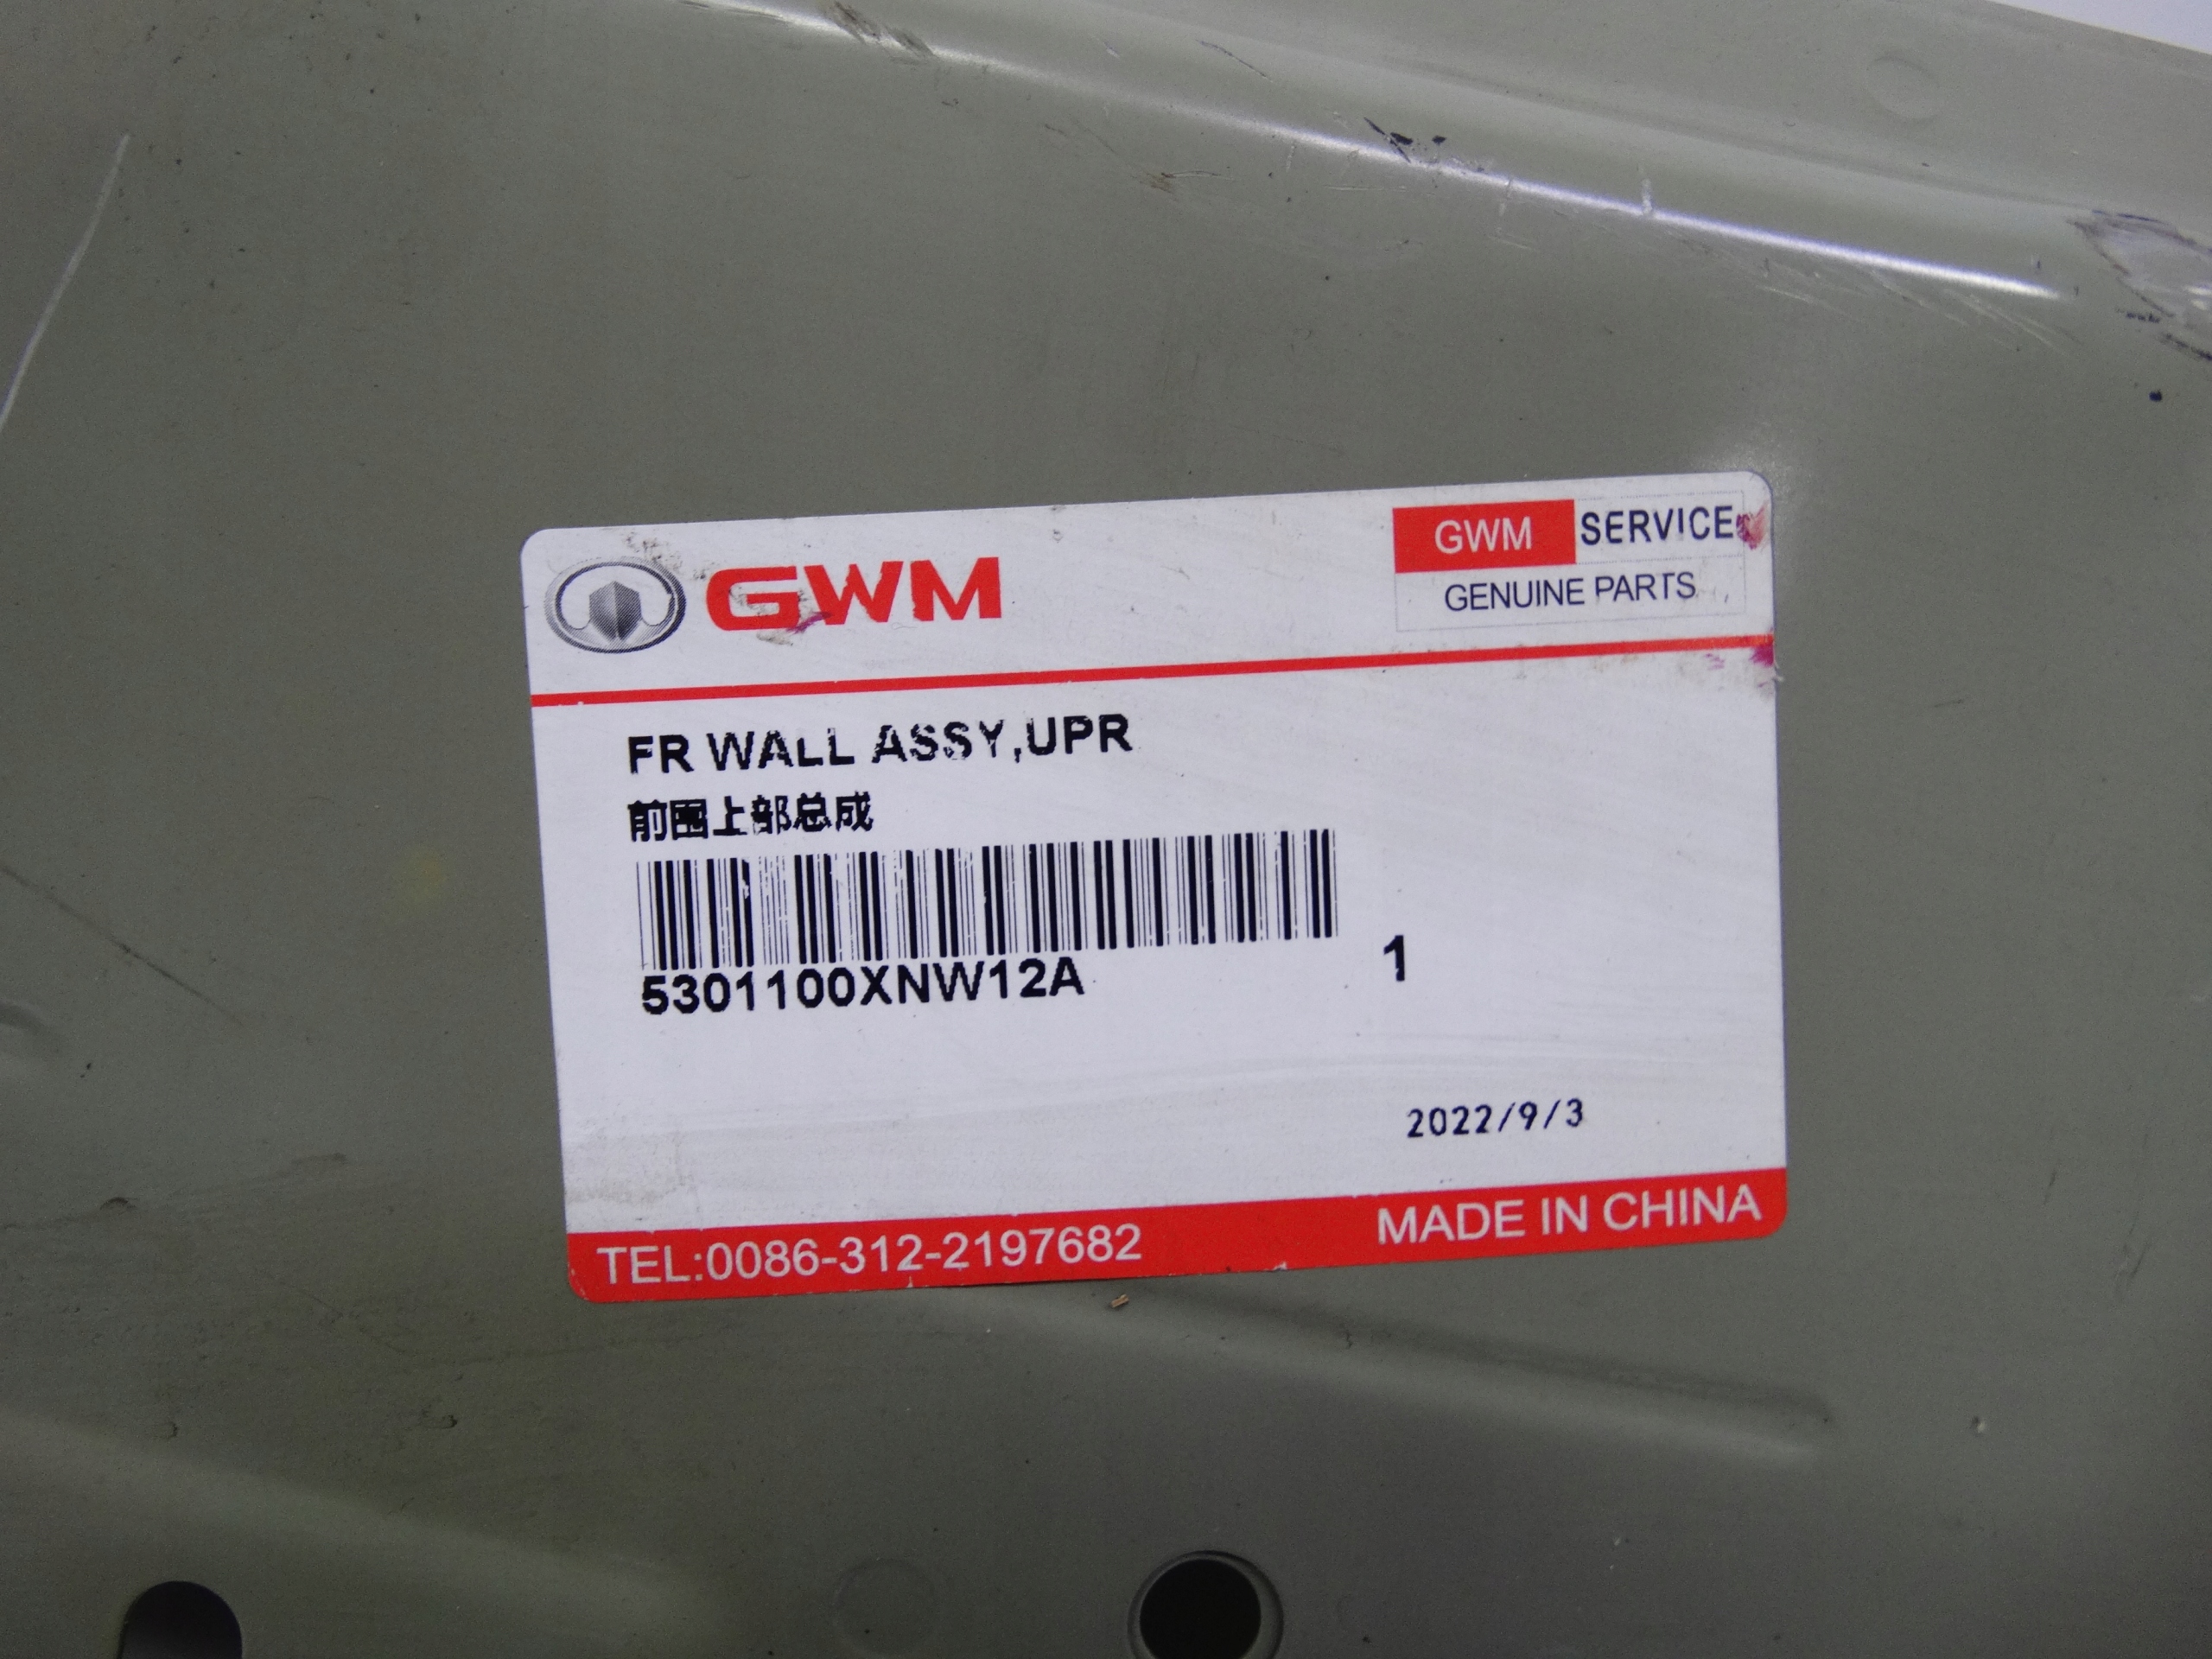 GWM
GWM SERVICE
GENUINE PARTS
FR WALL ASSY,UPR
前围上部总成
5301100XNW12A
1
2022/9/3
TEL:0086-312-2197682
MADE IN CHINA